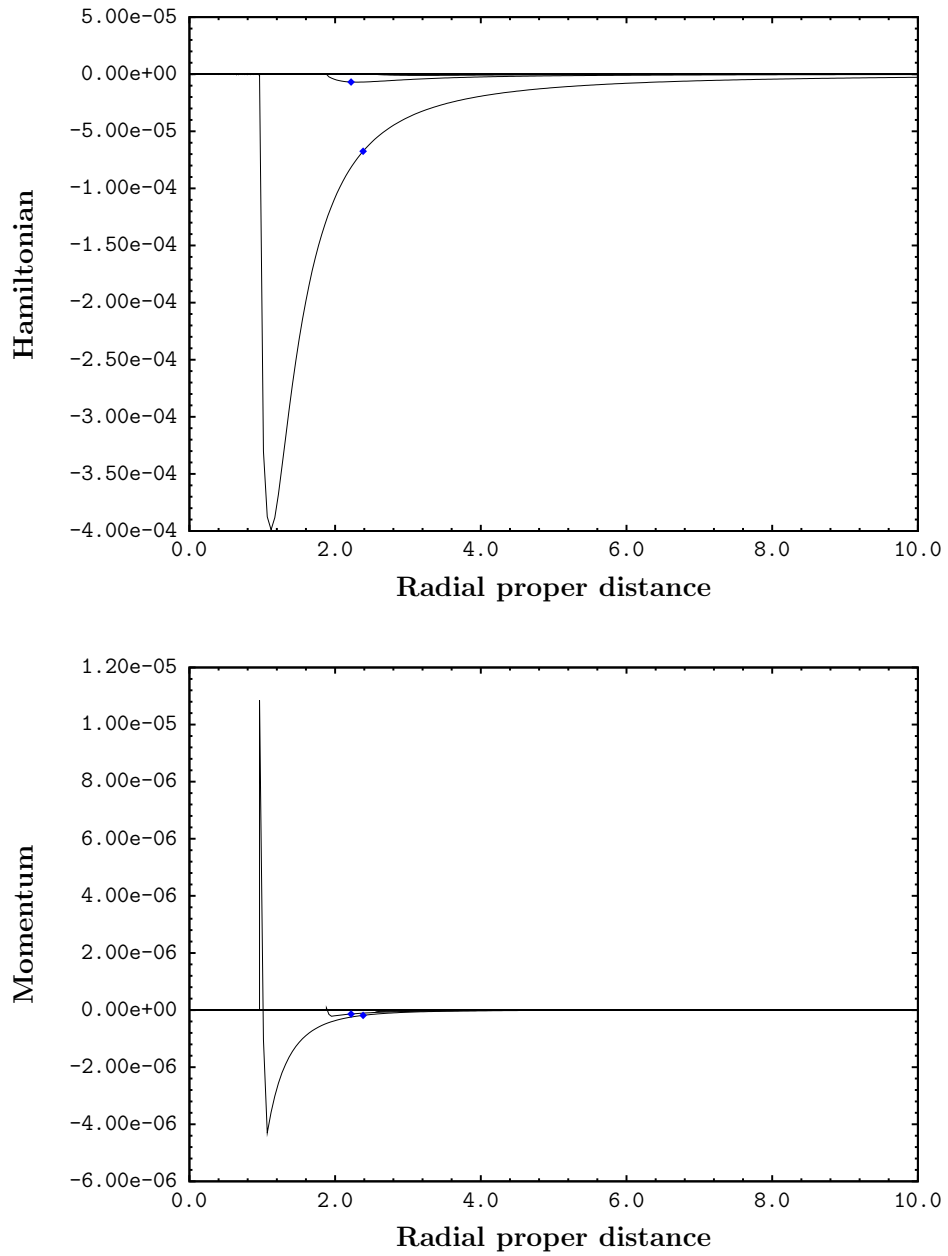 5.00e-05
0.00e+00
-5.00e-05
-1.00e-04
-1.50e-04
-2.00e-04
-2.50e-04
-3.00e-04
-3.50e-04
-4.00e-04
Hamiltonian
0.0 2.0 4.0 6.0 8.0 10.0
Radial proper distance
1.20e-05
1.00e-05
8.00e-06
6.00e-06
4.00e-06
2.00e-06
0.00e+00
-2.00e-06
-4.00e-06
-6.00e-06
Momentum
0.0 2.0 4.0 6.0 8.0 10.0
Radial proper distance